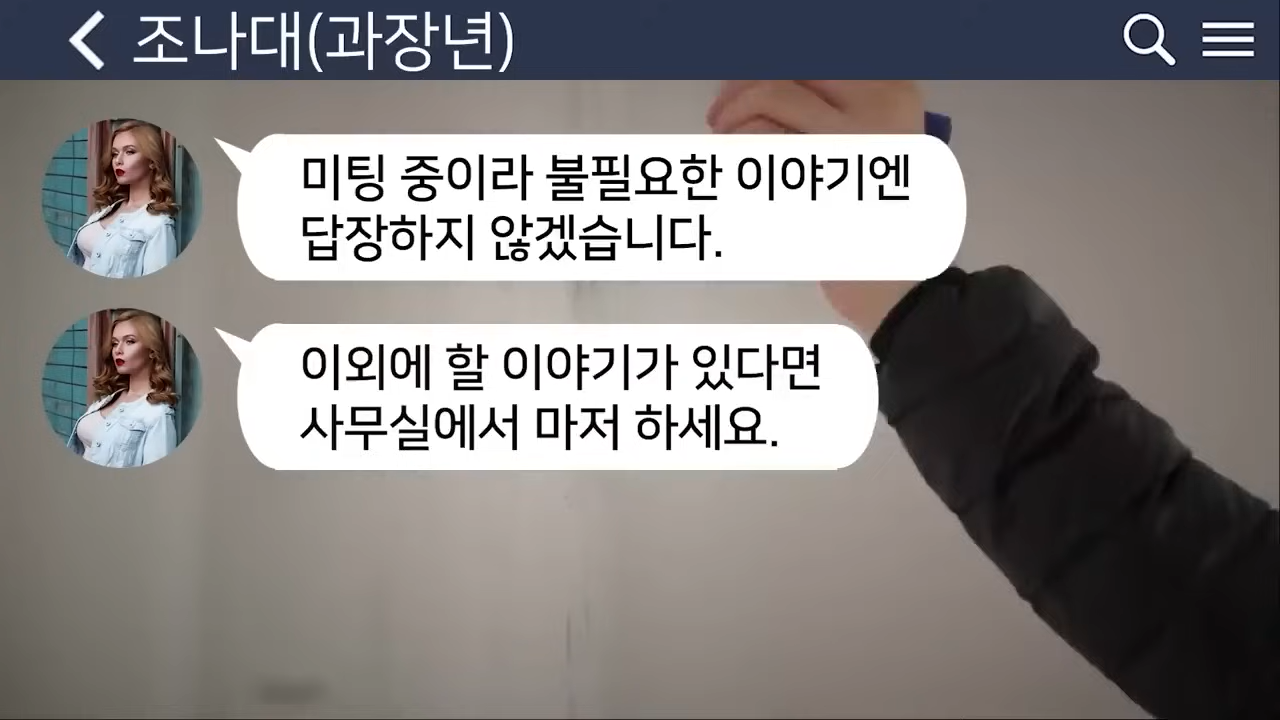 조나대(과장년)
미팅 중이라 불필요한 이야기엔
답장하지 않겠습니다.
이외에 할 이야기가 있다면
사무실에서 마저 하세요.